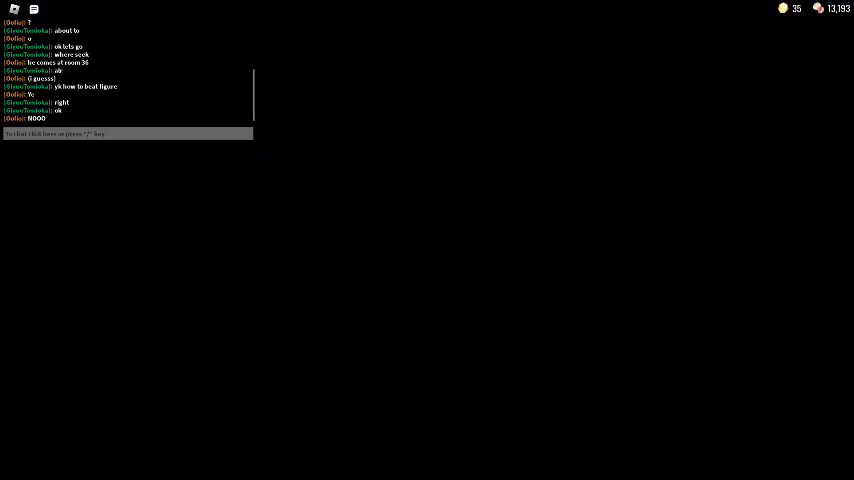 35
13,193
[Oofio]: ?
[GiyuuTomioka]: about to
[Oofio]: o
[GiyuuTomioka]: ok lets go
[GiyuuTomioka]: where seek
[Oofio]: he comes at room 36
[GiyuuTomioka]: alr
[Oofio]: (i guesss)
[GiyuuTomioka]: yk how to beat figure
[Oofio]: Ye
[GiyuuTomioka]: right
[GiyuuTomioka]: ok
[Oofio]: NOOO
To chat click here or press "/" key